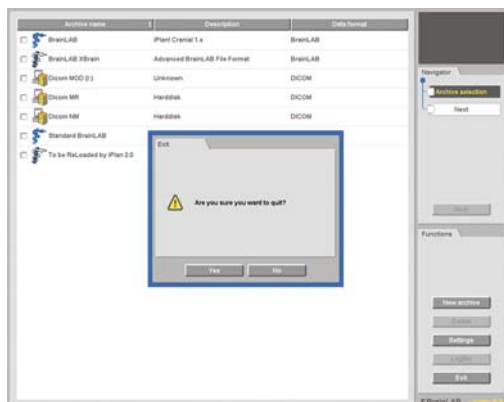 Archive name
Description
Data format
BrainLAB
iPlant Cranial 1.x
BrainLAB
BrainLAB XBrain
Advanced BrainLAB File Format
BrainLAB
Dicom MOD (I:)
Unknown
DICOM
Dicom MR
Harddisk
DICOM
Dicom NM
Harddisk
DICOM
Standard BrainLAB
To be ReLoaded by iPlan 2.0
Exit
Are you sure you want to quit?
Yes
No
Navigator
Archive selection
Next
Functions
New archive
Settings
Exit
BrainLAB